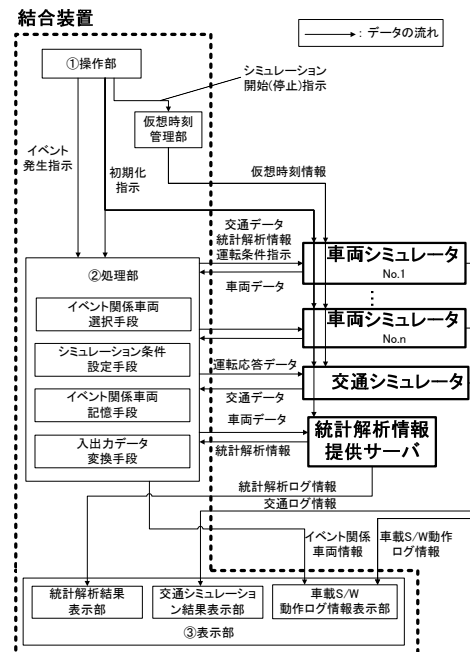 結合装置
→：データの流れ
①操作部
シミュレーション
開始(停止)指示
仮想時刻
管理部
イベント
発生指示
初期化
指示
仮想時刻情報
交通データ
統計解析情報
運転条件指示
車両シミュレータ
No.1
②処理部
車両データ
⋮
イベント関係車両
選択手段
車両シミュレータ
No.n
シミュレーション条件
設定手段
運転応答データ
交通シミュレータ
イベント関係車両
記憶手段
交通データ
車両データ
入出力データ
変換手段
統計解析情報
統計解析情報
提供サーバ
統計解析ログ情報
交通ログ情報
イベント関係
車両情報
車載S/W動作
ログ情報
統計解析結果
表示部
交通シミュレーショ
ン結果表示部
車載S/W
動作ログ情報表示部
③表示部